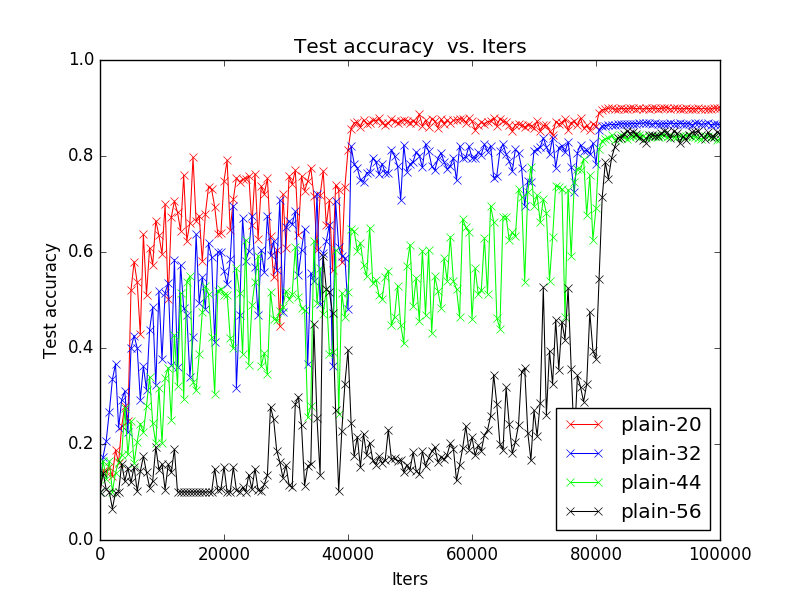 Test accuracy  vs. Iters
1.0
0.8
0.6
0.4
0.2
0.0
Test accuracy
plain-20
plain-32
plain-44
plain-56
0 20000 40000 60000 80000 100000
Iters